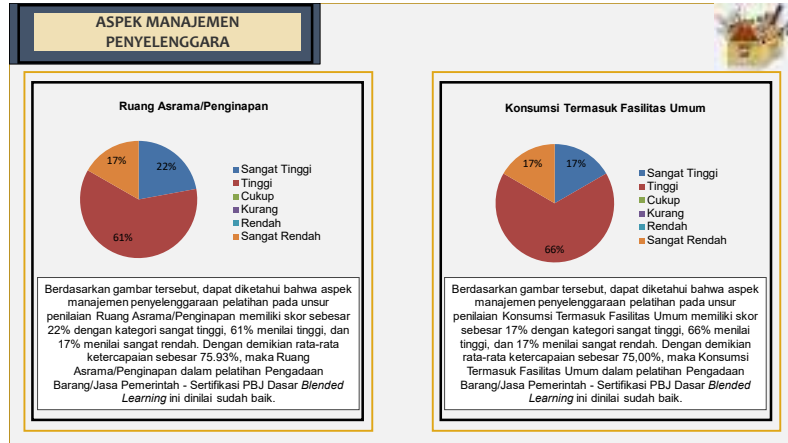 ASPEK MANAJEMEN
PENYELENGGARA
Ruang Asrama/Penginapan
17%
22%
61%
Sangat Tinggi
Tinggi
Cukup
Kurang
Rendah
Sangat Rendah
Berdasarkan gambar tersebut, dapat diketahui bahwa aspek
manajemen penyelenggaraan pelatihan pada unsur
penilaian Ruang Asrama/Penginapan memiliki skor sebesar
22% dengan kategori sangat tinggi, 61% menilai tinggi, dan
17% menilai sangat rendah. Dengan demikian rata-rata
ketercapaian sebesar 75.93%, maka Ruang
Asrama/Penginapan dalam pelatihan Pengadaan
Barang/Jasa Pemerintah - Sertifikasi PBJ Dasar Blended
Learning ini dinilai sudah baik.
Konsumsi Termasuk Fasilitas Umum
17%
17%
66%
Sangat Tinggi
Tinggi
Cukup
Kurang
Rendah
Sangat Rendah
Berdasarkan gambar tersebut, dapat diketahui bahwa aspek
manajemen penyelenggaraan pelatihan pada unsur
penilaian Konsumsi Termasuk Fasilitas Umum memiliki skor
sebesar 17% dengan kategori sangat tinggi, 66% menilai
tinggi, dan 17% menilai sangat rendah. Dengan demikian
rata-rata ketercapaian sebesar 75,00%, maka Konsumsi
Termasuk Fasilitas Umum dalam pelatihan Pengadaan
Barang/Jasa Pemerintah - Sertifikasi PBJ Dasar Blended
Learning ini dinilai sudah baik.